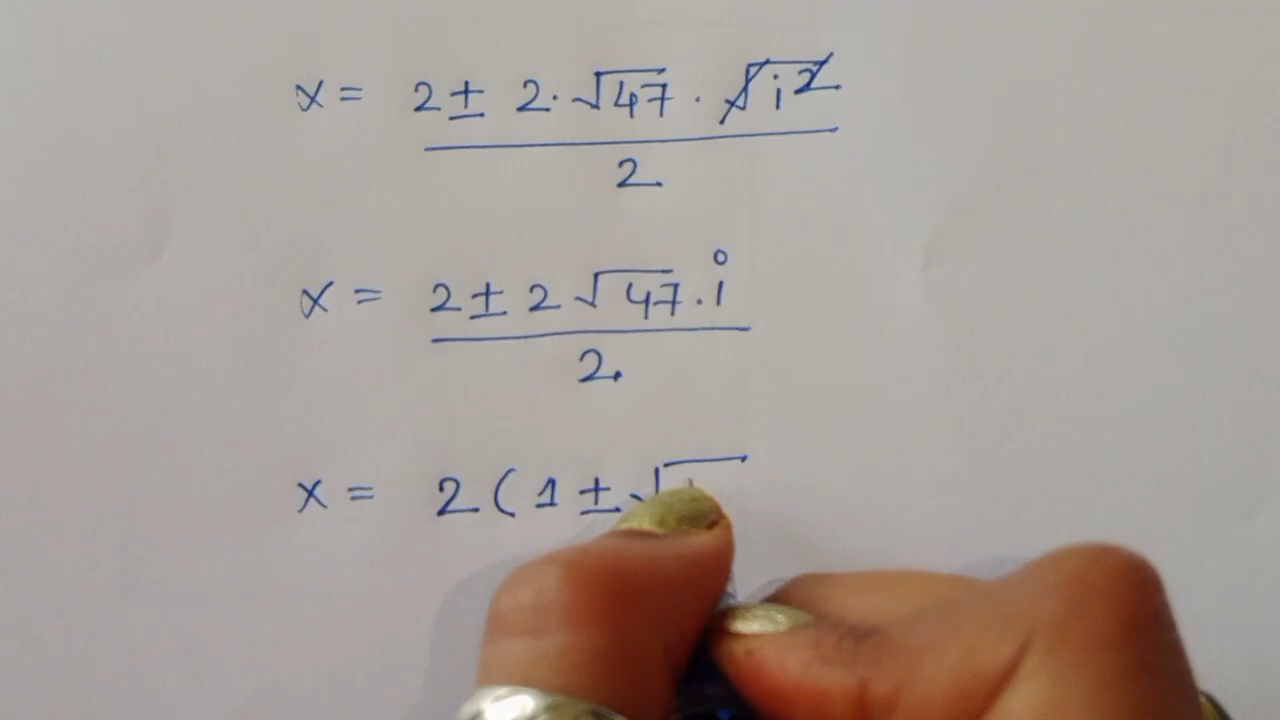 x = 2 ± 2 · √47 · √i²
2
x = 2 ± 2 √47 . i
2
x = 2 ( 1 ± √